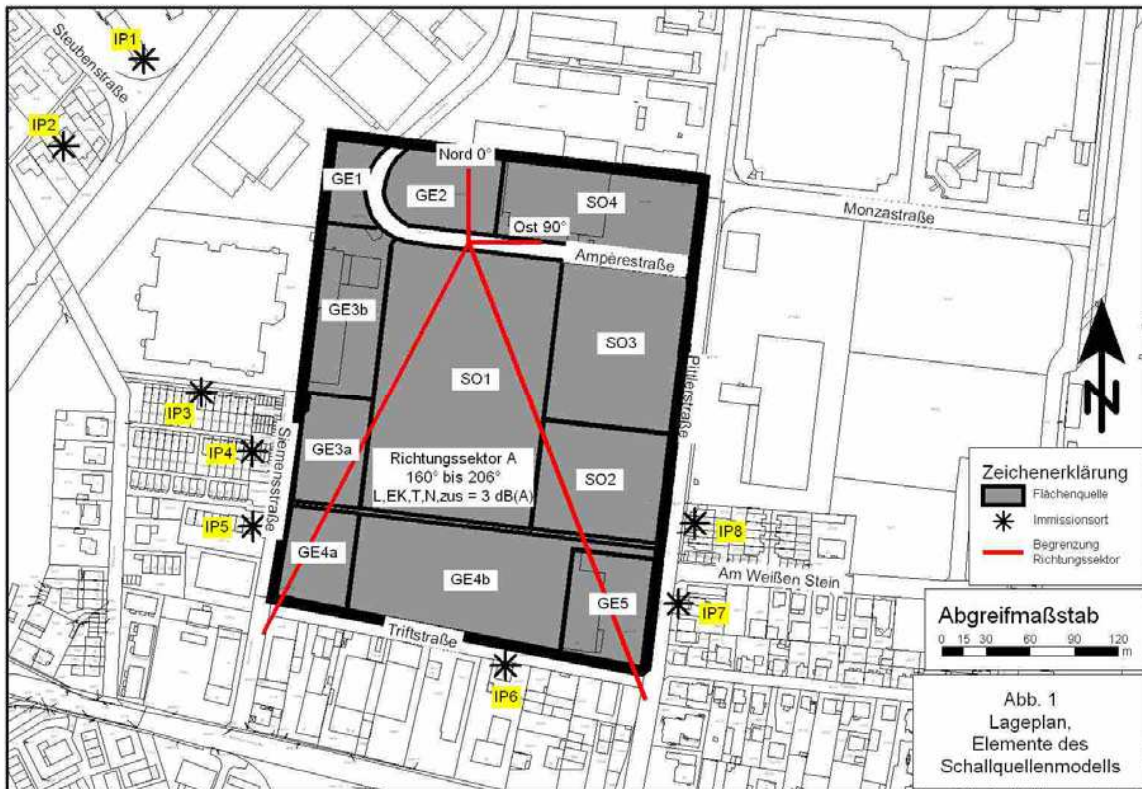 IP1
Steubenstraße
IP2
Nord 0°
GE1
GE2
SO4
Ost 90°
Monzastraße
Ampèrestraße
GE3b
SO3
SO1
Pittlerstraße
IP3
IP4
Siemensstraße
GE3a
Richtungssektor A
160° bis 206°
L,EK,T,N,zus = 3 dB(A)
SO2
IP5
IP8
GE4a
GE4b
GE5
Am Weißen Stein
IP7
Triftstraße
IP6
N
Zeichenerklärung
Flächenquelle
Immissionsort
Begrenzung
Richtungssektor
Abgreifmaßstab
0 15 30 60 90 120
m
Abb. 1
Lageplan,
Elemente des
Schallquellenmodells